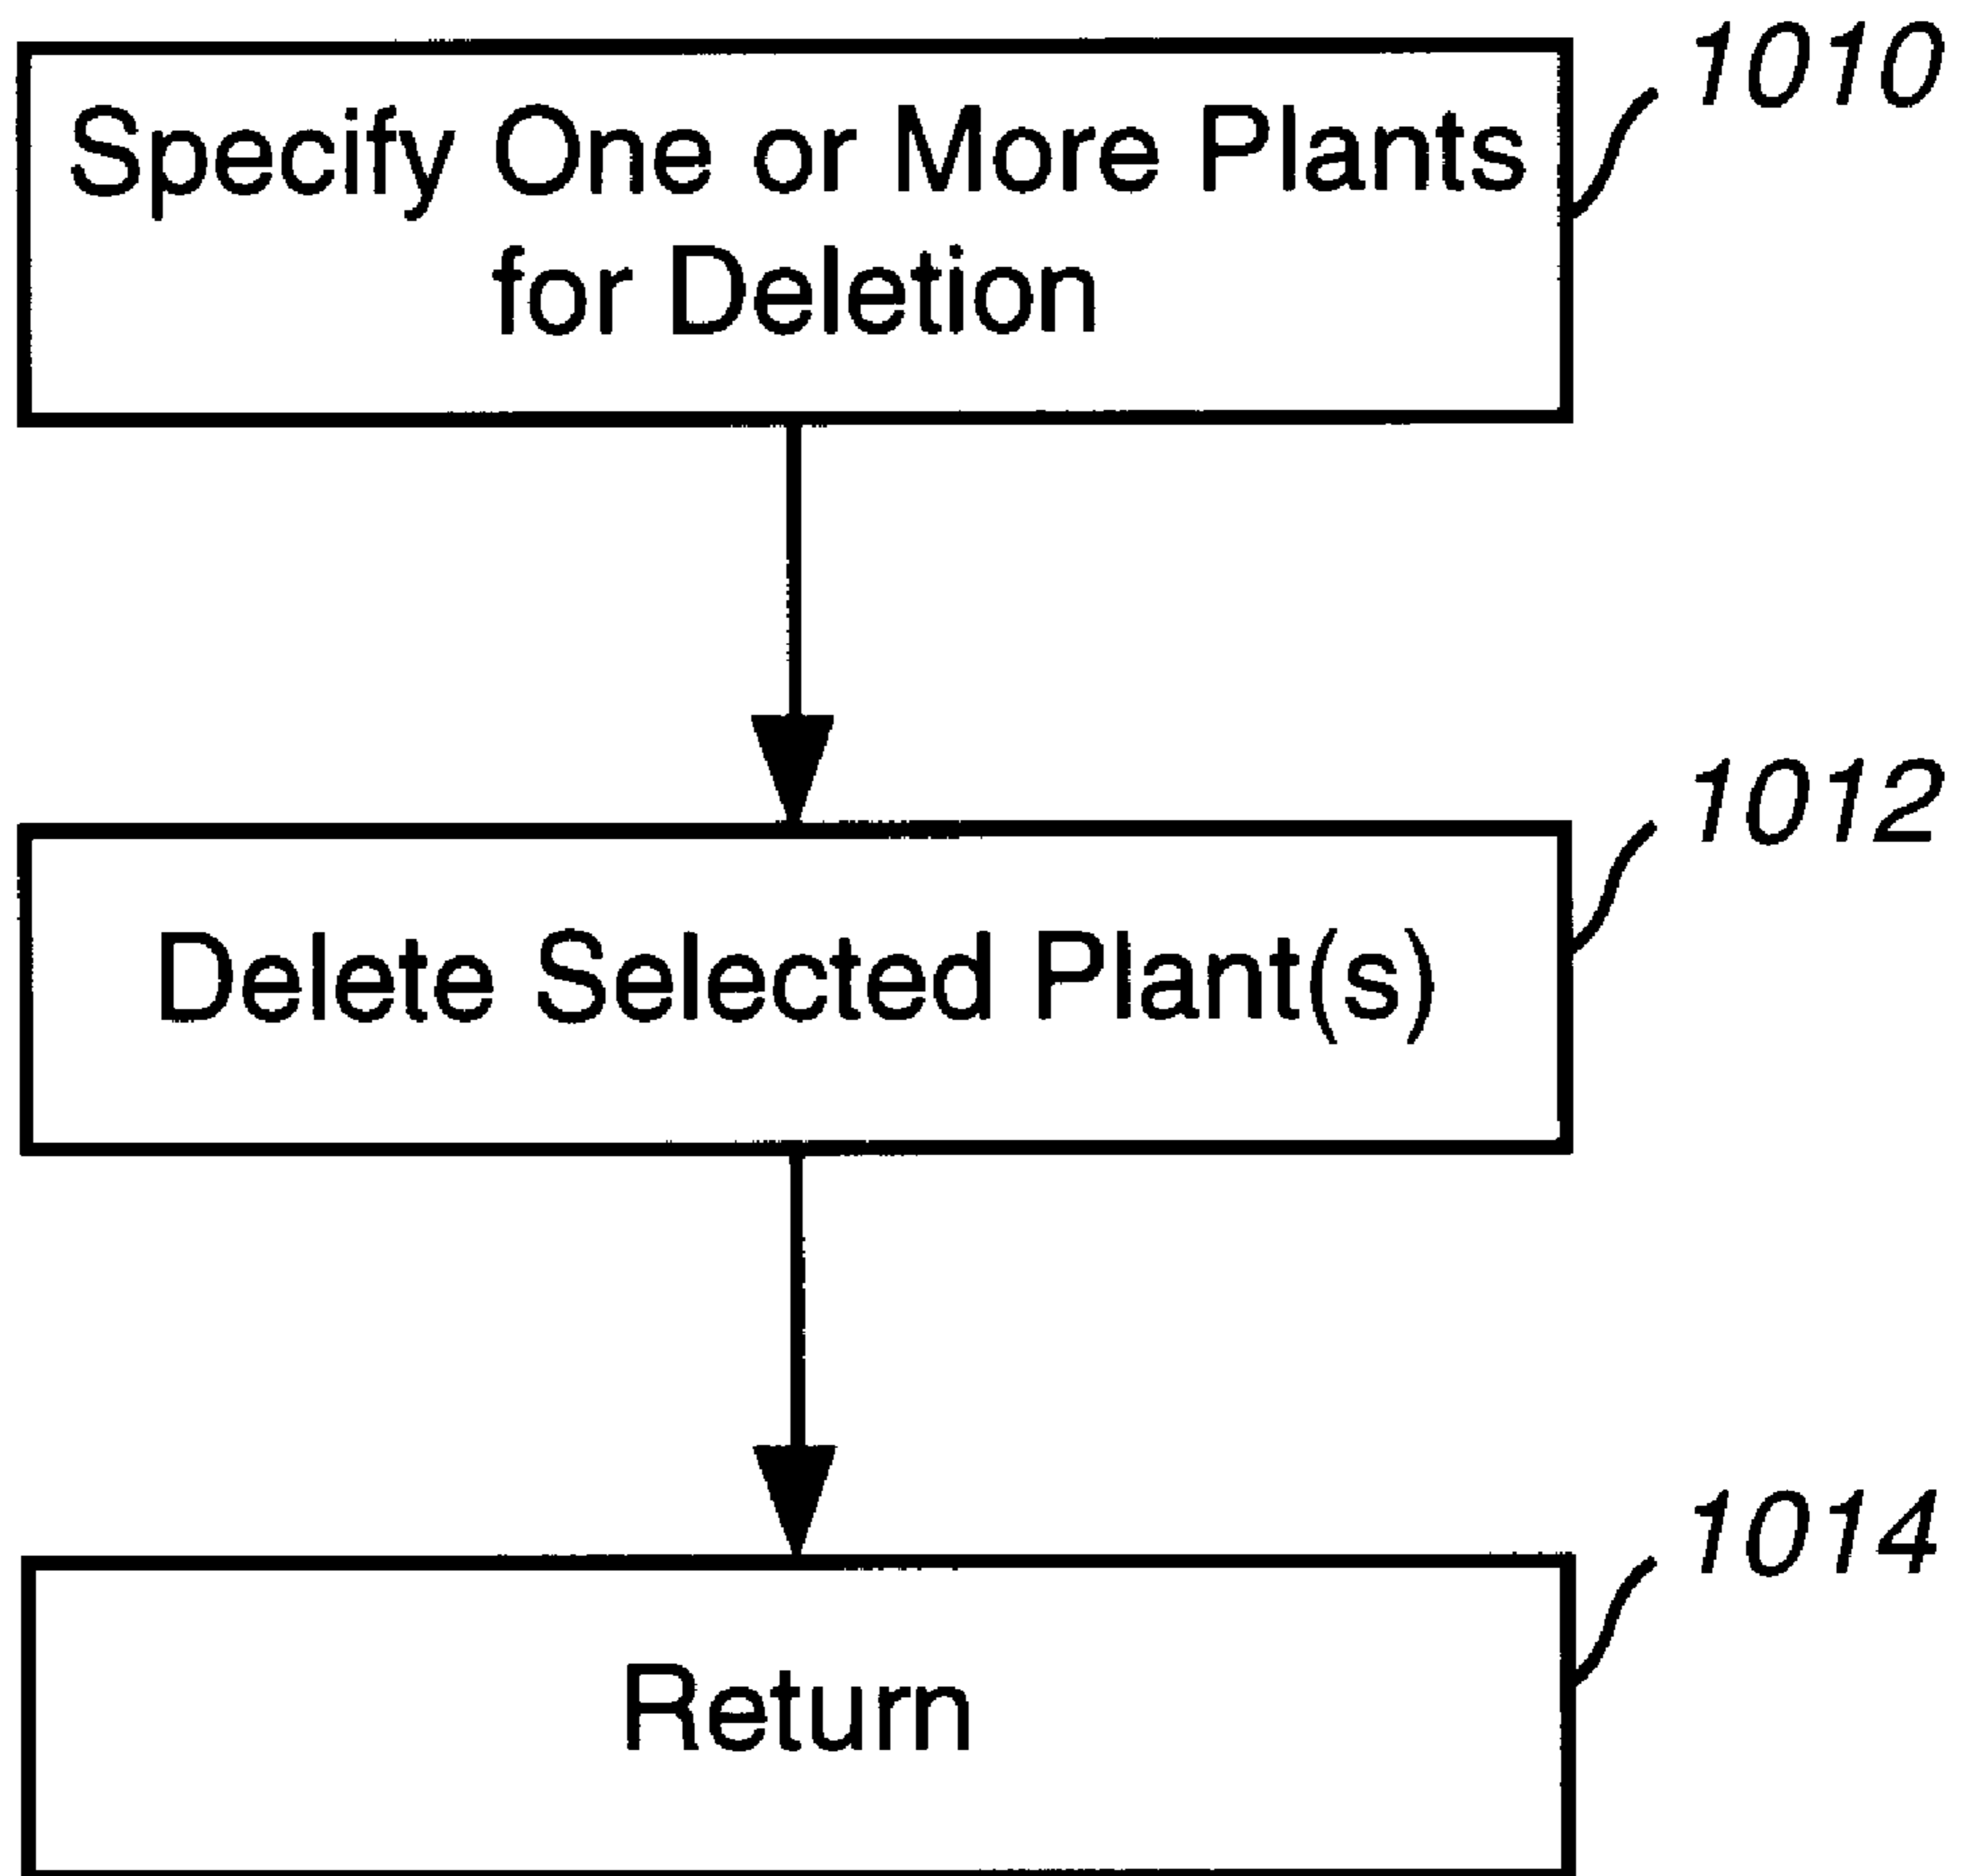 1010
Specify One or More Plants
for Deletion
1012
Delete Selected Plant(s)
1014
Return